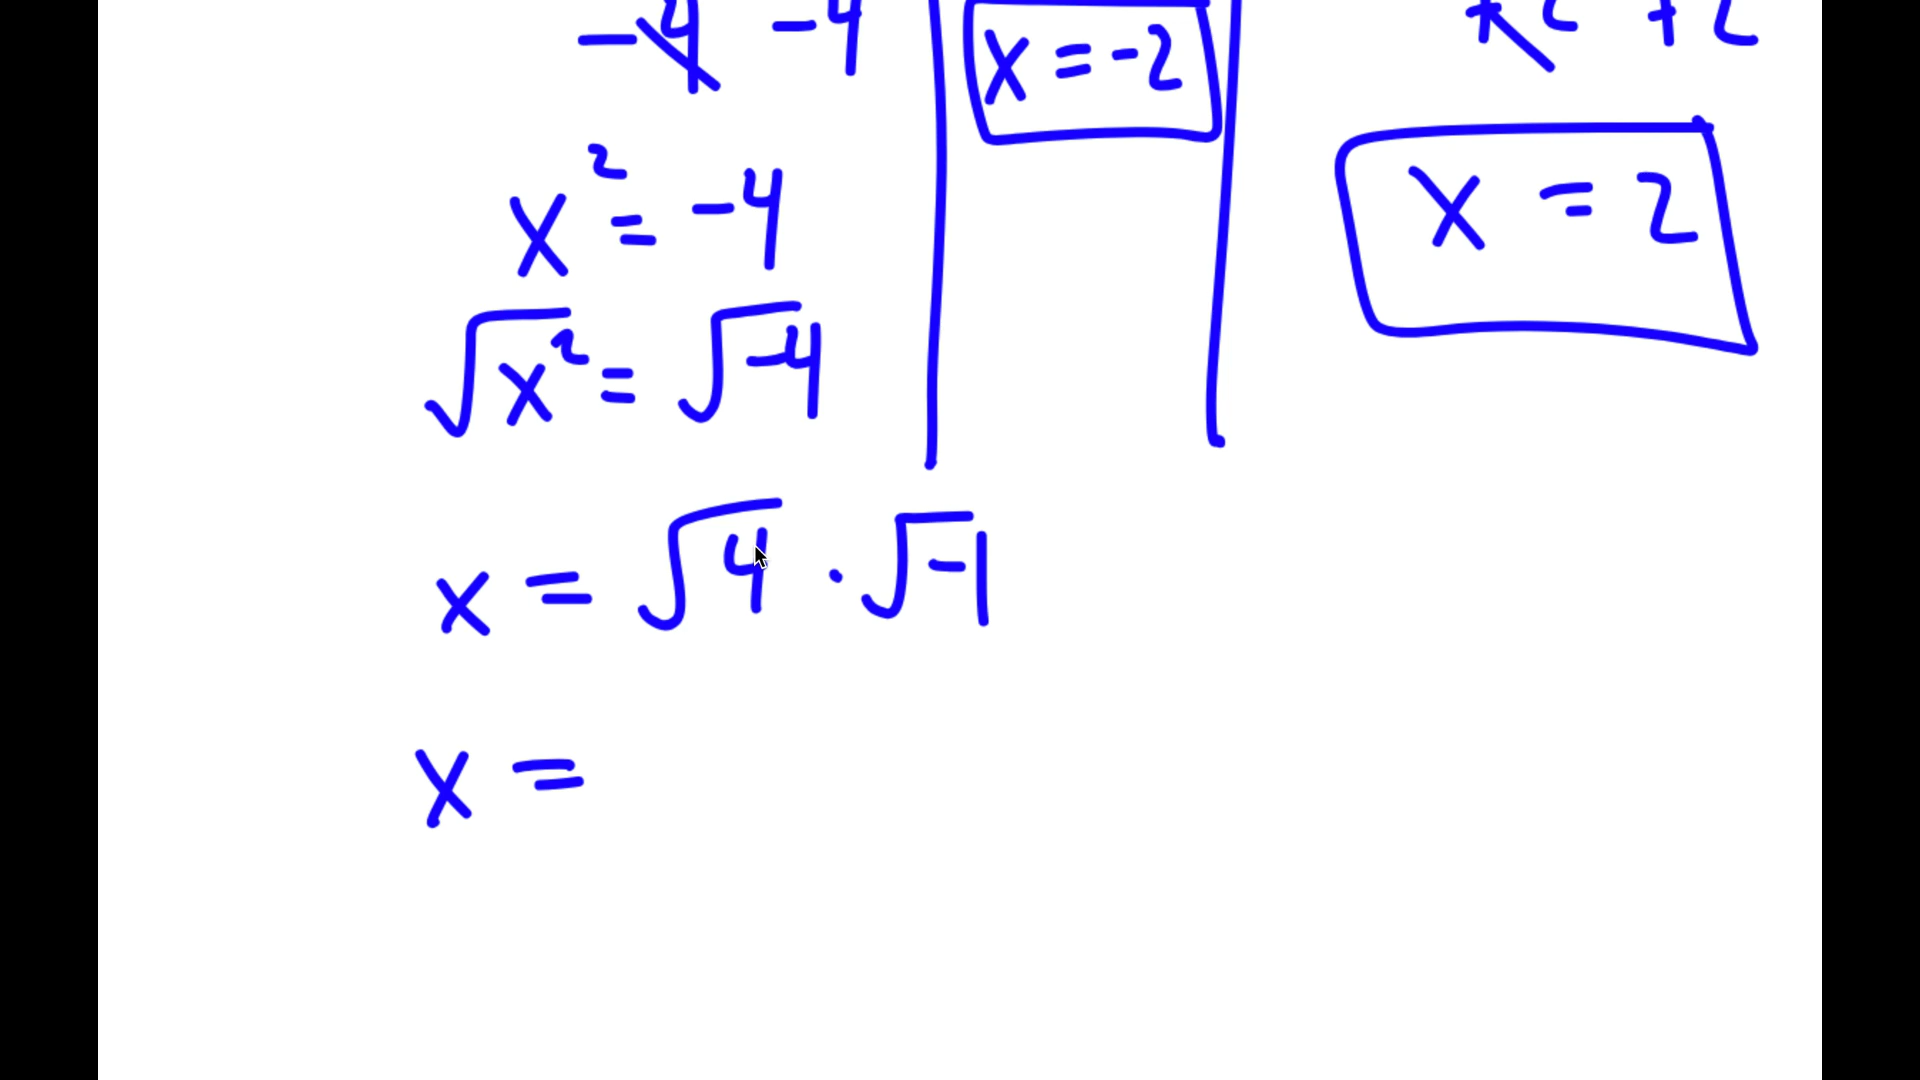 -4 -4
x² = -4
√x² = √-4
x = √4 · √-1
x =
x = -2
+2 +2
x = 2